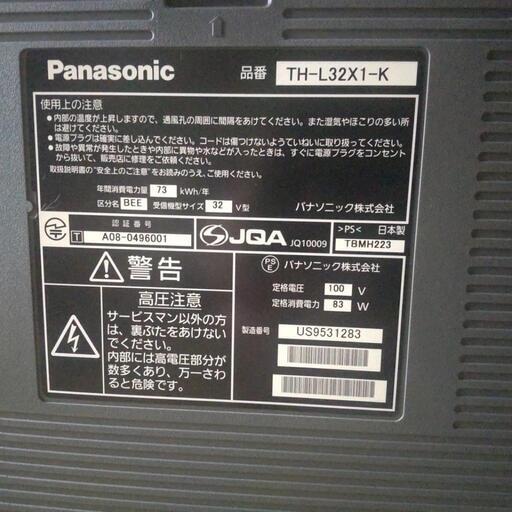 Panasonic
品番 TH-L32X1-K
使用上の注意
●内部の温度が上昇しますので、通風孔の周囲に間隔をあけてください。また湿気やほこりの多い所
は避けてください。
●電源プラグは確実に差し込んでください。コードは傷つけないようていねいに扱ってください。
●故障や異常が発生したときや内部に異物や水などが入ったときは、すぐに電源プラグをコンセント
から抜いて、販売店に修理をご依頼ください。
取扱説明書の"安全上のご注意"をお読みのうえ、ご使用ください。
年間消費電力量 73 kWh/年
区分名 BEE 受信機型サイズ 32 V型
パナソニック株式会社
認証番号
T A08-0496001
JQA JQ10009
>PS< 日本製
TBMH223
警告
高圧注意
サービスマン以外の方
は、裏ぶたをあけない
でください。
内部には高電圧部分が
数多くあり、万一さわ
ると危険です。
PSE パナソニック株式会社
定格電圧 100 V
定格消費電力 83 W
製造番号 US9531283